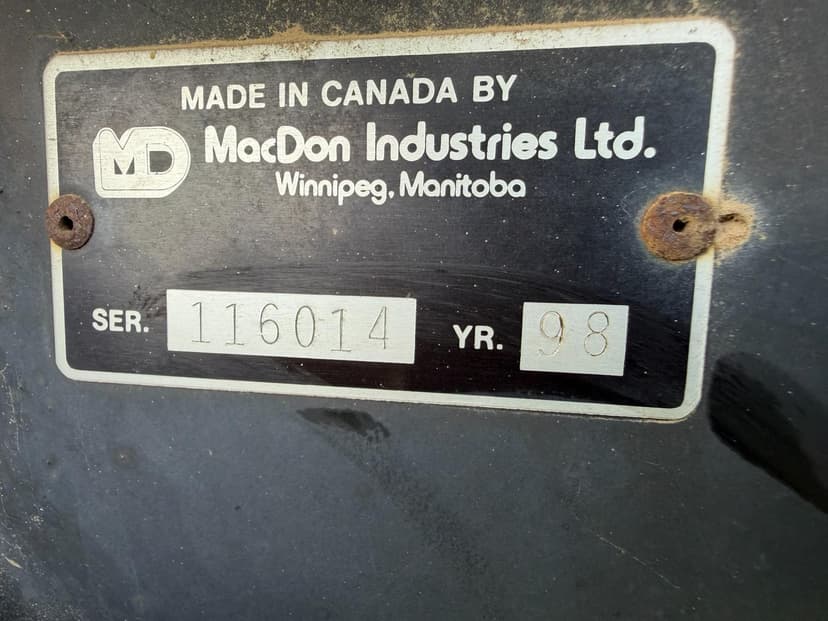 MADE IN CANADA BY
MD MacDon Industries Ltd.
Winnipeg, Manitoba
SER. 116014 YR. 98